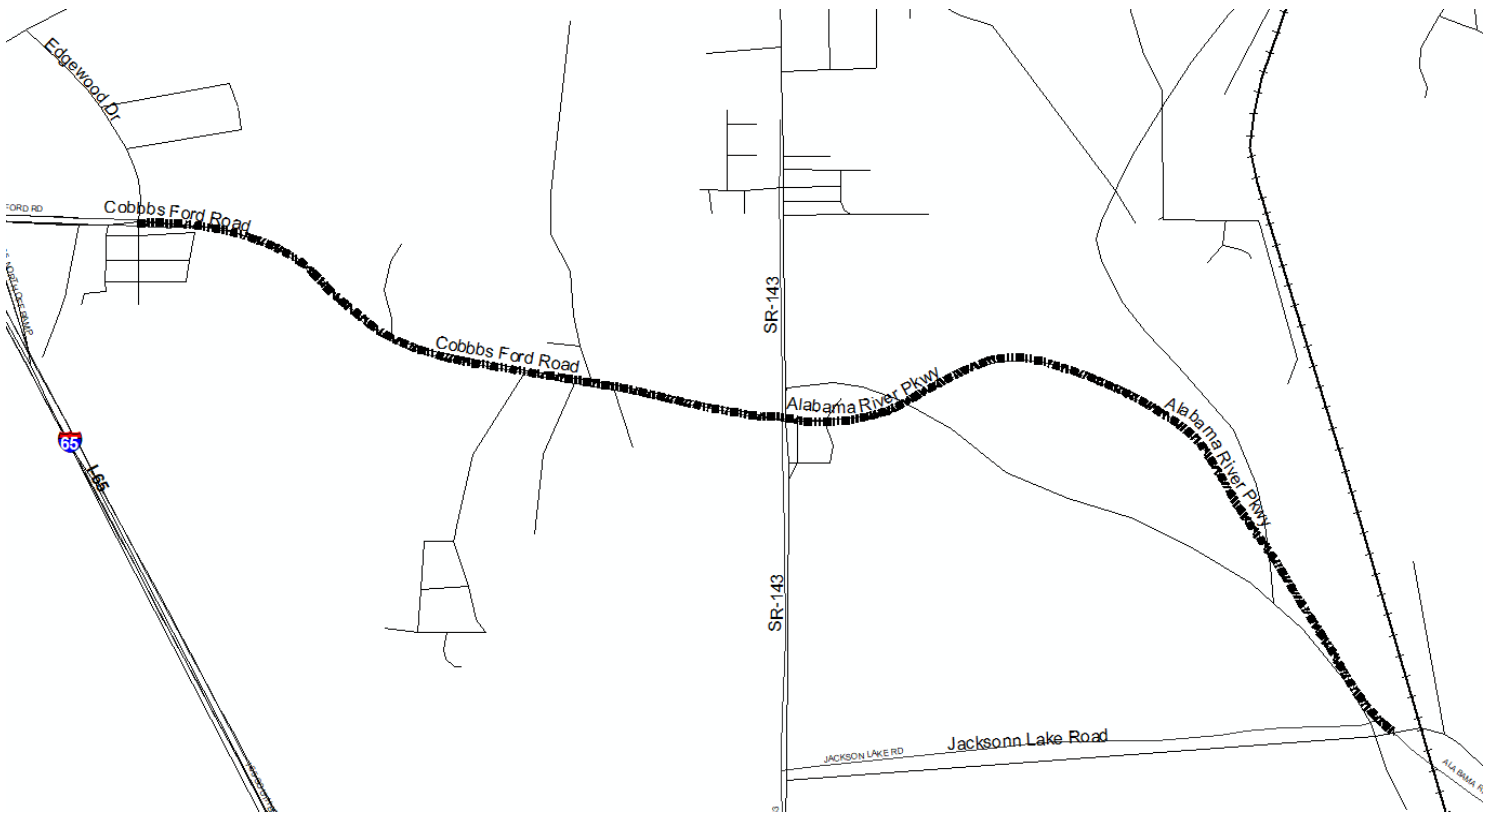 Edgewood Dr
FORD RD
Cobbbs Ford Road
SR-143
Cobbbs Ford Road
Alabama River Pkwy
Alabama River Pkwy
65
I-65
SR-143
Jacksonn Lake Road
JACKSON LAKE RD
ALABAMA R
3